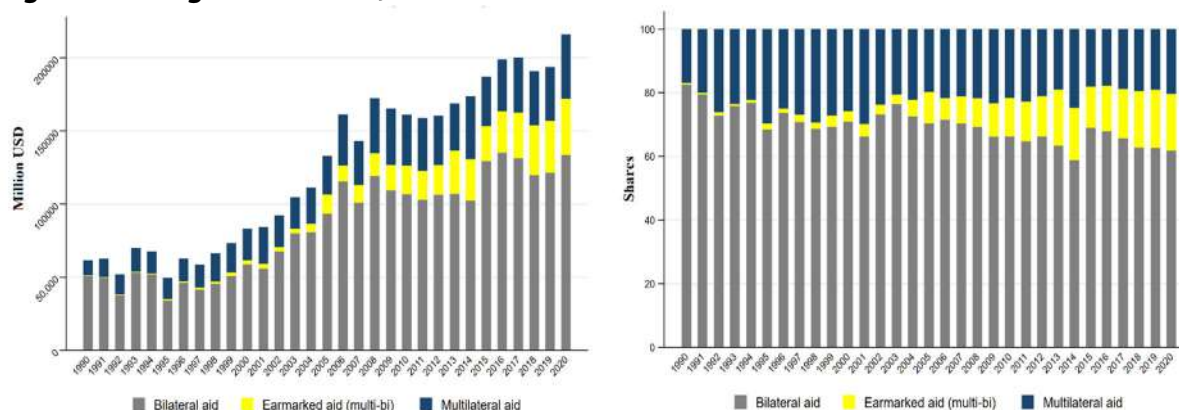 Million USD
200000
150000
100000
50,000
0
1990 1991 1992 1993 1994 1995 1996 1997 1998 1999 2000 2001 2002 2003 2004 2005 2006 2007 2008 2009 2010 2011 2012 2013 2014 2015 2016 2017 2018 2019 2020
Bilateral aid Earmarked aid (multi-bi) Multilateral aid
Shares
100
80
60
40
20
0
1990 1991 1992 1993 1994 1995 1996 1997 1998 1999 2000 2001 2002 2003 2004 2005 2006 2007 2008 2009 2010 2011 2012 2013 2014 2015 2016 2017 2018 2019 2020
Bilateral aid Earmarked aid (multi-bi) Multilateral aid